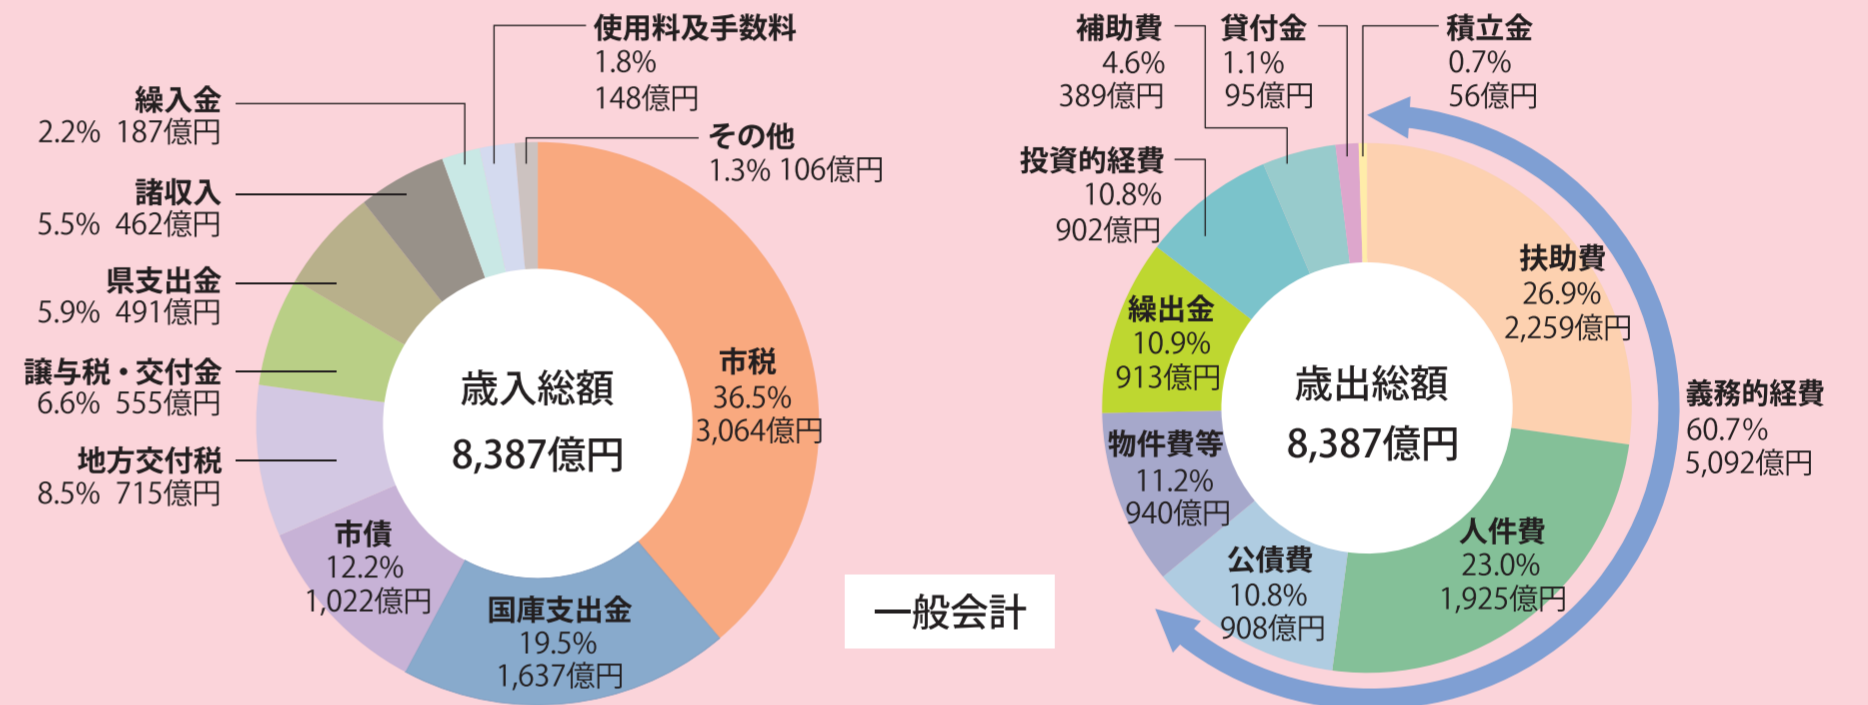 使用料及手数料
1.8%
148億円
繰入金
2.2% 187億円
その他
1.3% 106億円
諸収入
5.5% 462億円
県支出金
5.9% 491億円
譲与税・交付金
6.6% 555億円
地方交付税
8.5% 715億円
市債
12.2%
1,022億円
国庫支出金
19.5%
1,637億円
市税
36.5%
3,064億円
歳入総額
8,387億円
一般会計
補助費
4.6%
389億円
貸付金
1.1%
95億円
積立金
0.7%
56億円
投資的経費
10.8%
902億円
繰出金
10.9%
913億円
物件費等
11.2%
940億円
公債費
10.8%
908億円
人件費
23.0%
1,925億円
扶助費
26.9%
2,259億円
歳出総額
8,387億円
義務的経費
60.7%
5,092億円